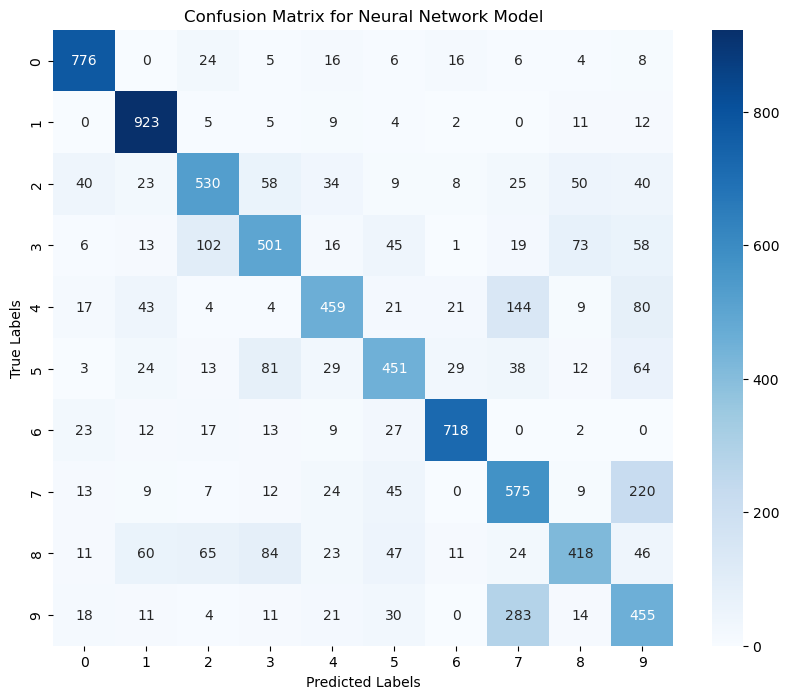 Confusion Matrix for Neural Network Model
0 776 0 24 5 16 6 16 6 4 8
1 0 923 5 5 9 4 2 0 11 12
800
2 40 23 530 58 34 9 8 25 50 40
3 6 13 102 501 16 45 1 19 73 58
600
True Labels
4 17 43 4 4 459 21 21 144 9 80
5 3 24 13 81 29 451 29 38 12 64
400
6 23 12 17 13 9 27 718 0 2 0
7 13 9 7 12 24 45 0 575 9 220
200
8 11 60 65 84 23 47 11 24 418 46
9 18 11 4 11 21 30 0 283 14 455
0
0 1 2 3 4 5 6 7 8 9
Predicted Labels